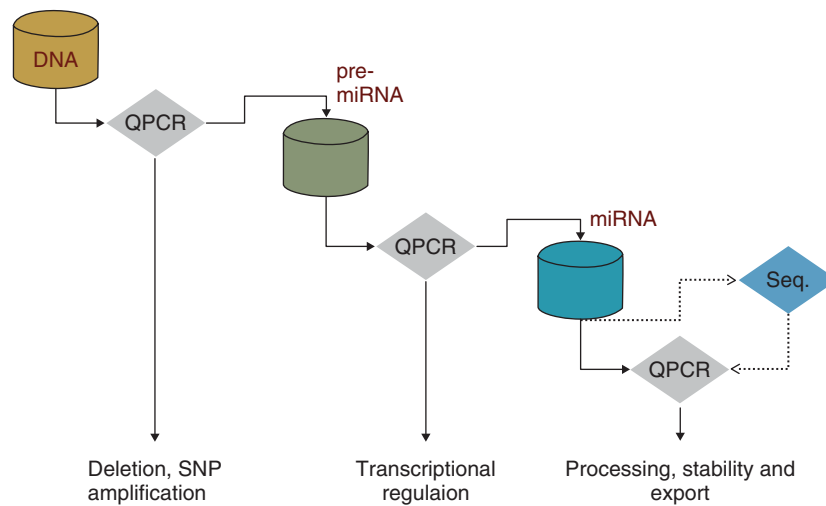 DNA
QPCR
pre-
miRNA
QPCR
miRNA
Seq.
QPCR
Deletion, SNP
amplification
Transcriptional
regulaion
Processing, stability and
export